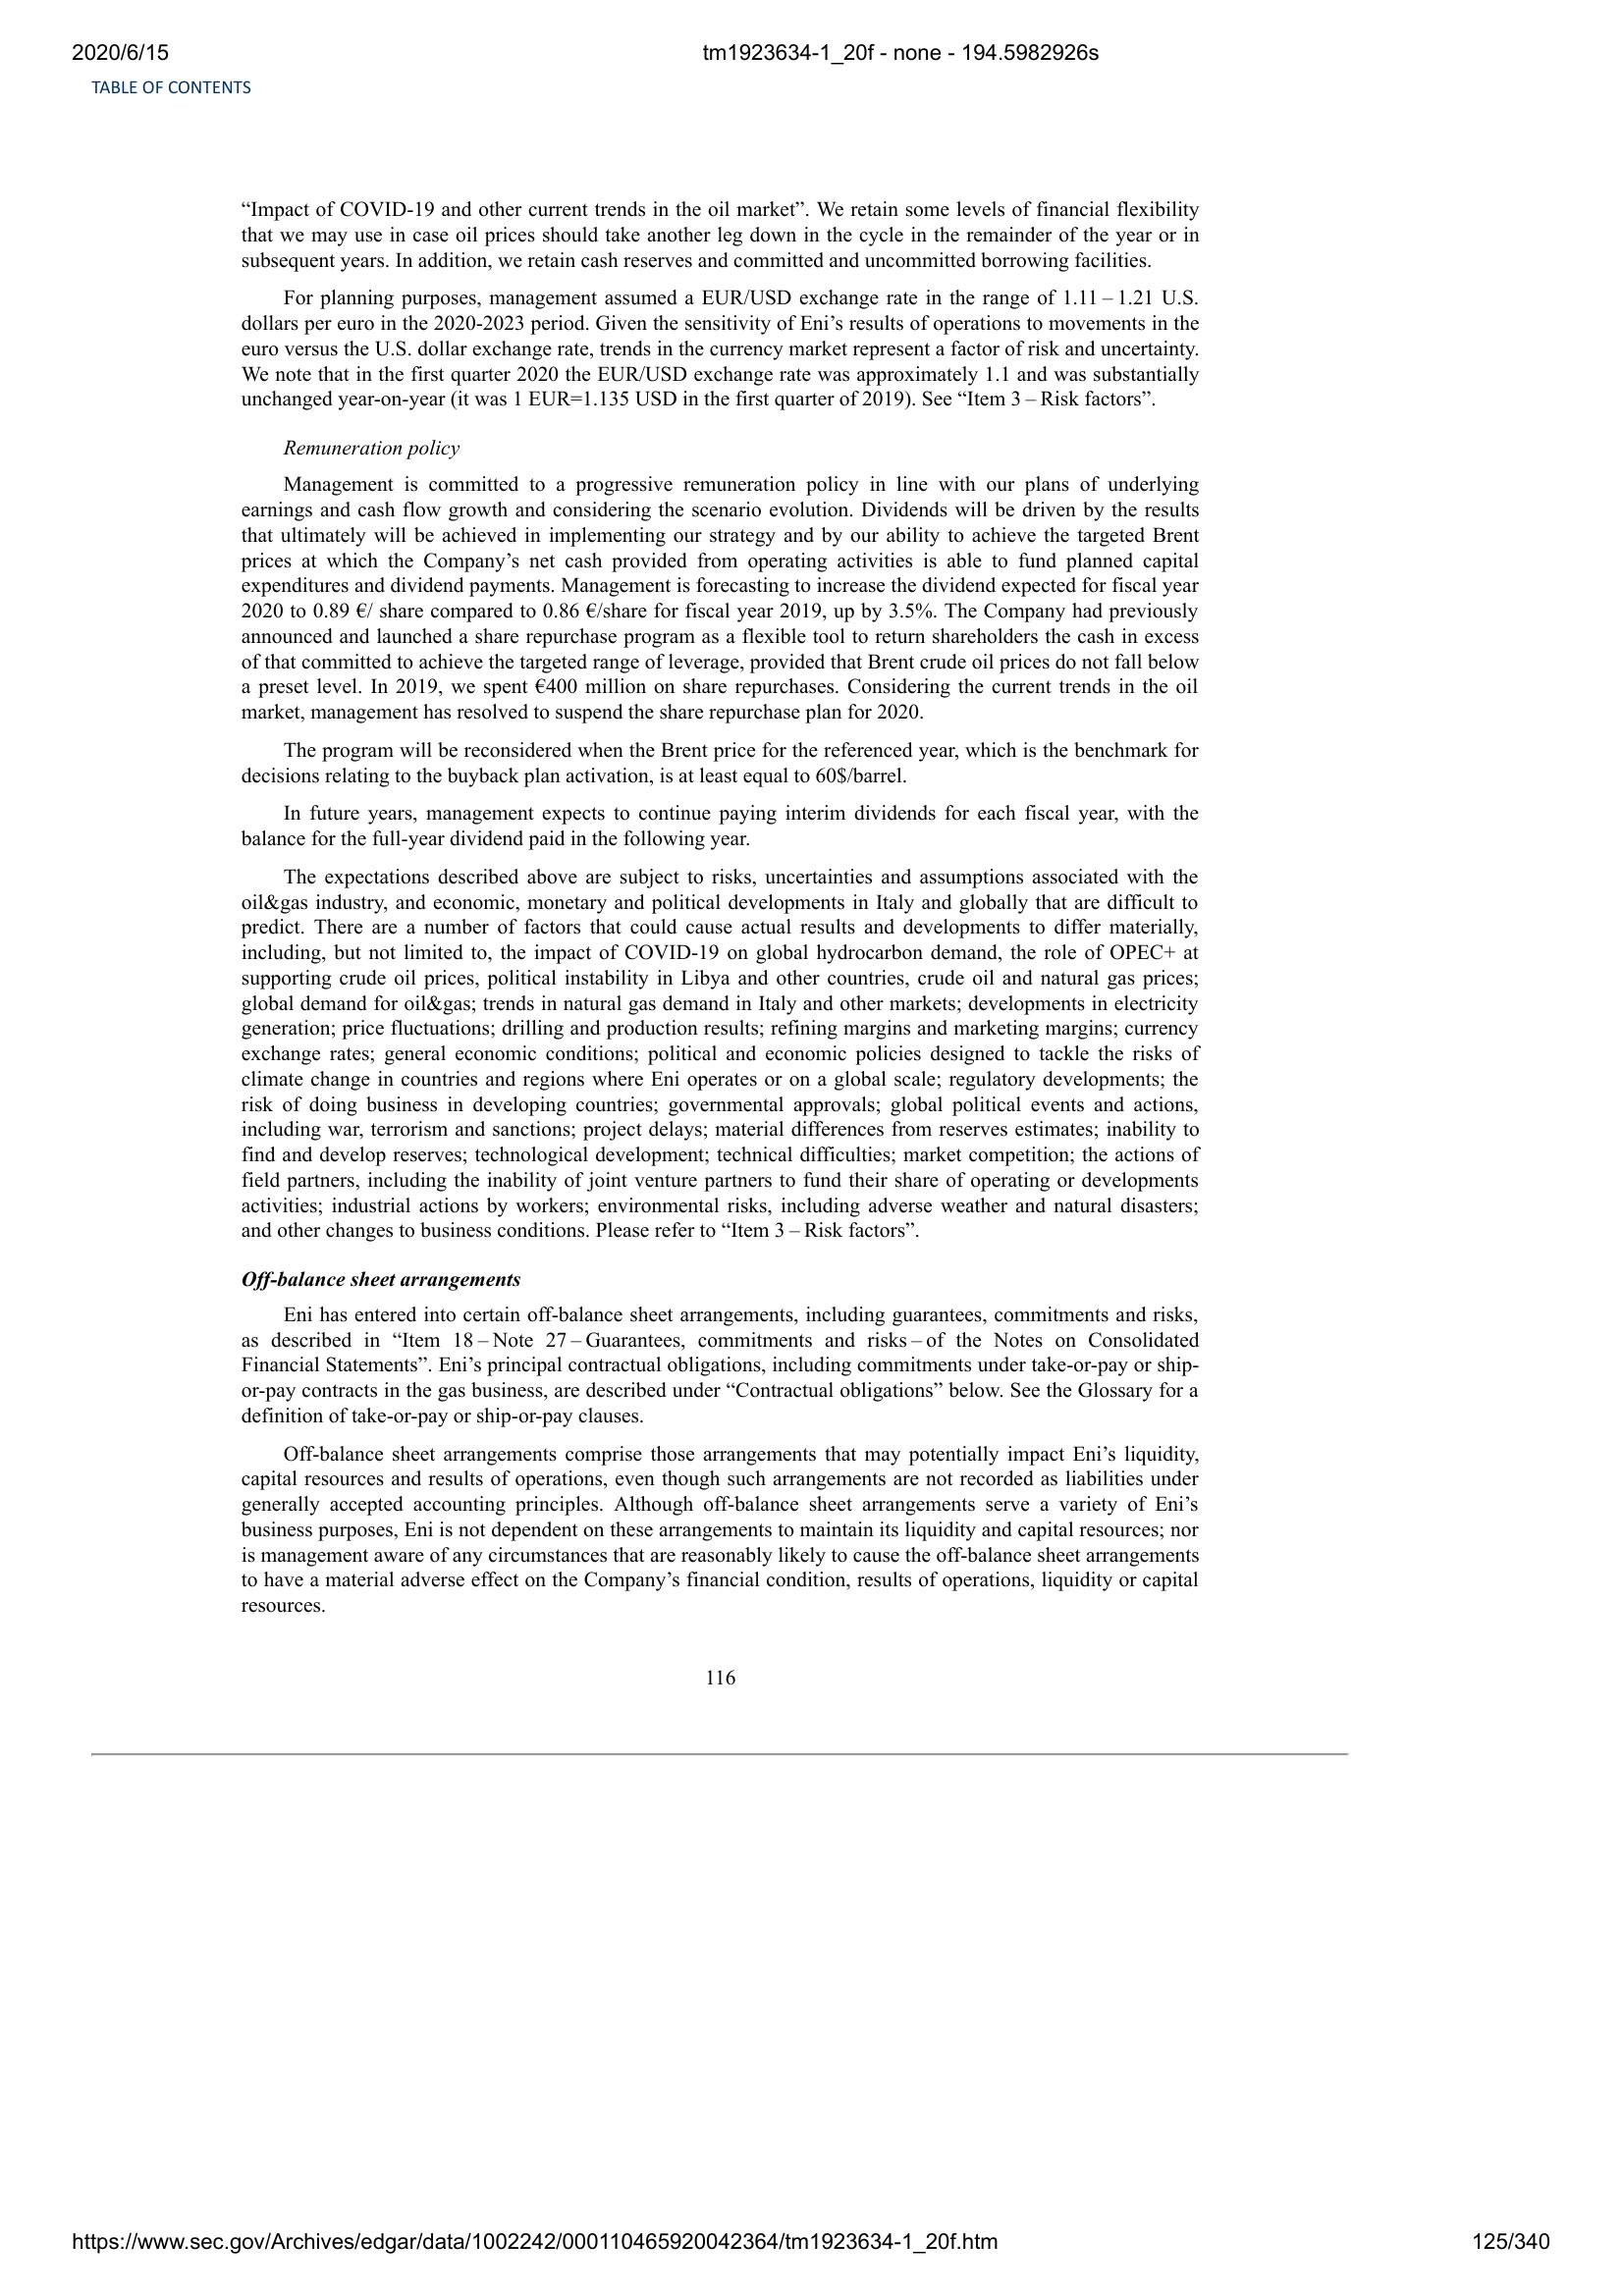 2020/6/15 tm1923634-1_20f - none - 194.5982926s
TABLE OF CONTENTS
“Impact of COVID-19 and other current trends in the oil market”. We retain some levels of financial flexibility
that we may use in case oil prices should take another leg down in the cycle in the remainder of the year or in
subsequent years. In addition, we retain cash reserves and committed and uncommitted borrowing facilities.
For planning purposes, management assumed a EUR/USD exchange rate in the range of 1.11 – 1.21 U.S.
dollars per euro in the 2020-2023 period. Given the sensitivity of Eni’s results of operations to movements in the
euro versus the U.S. dollar exchange rate, trends in the currency market represent a factor of risk and uncertainty.
We note that in the first quarter 2020 the EUR/USD exchange rate was approximately 1.1 and was substantially
unchanged year-on-year (it was 1 EUR=1.135 USD in the first quarter of 2019). See “Item 3 – Risk factors”.
Remuneration policy
Management is committed to a progressive remuneration policy in line with our plans of underlying
earnings and cash flow growth and considering the scenario evolution. Dividends will be driven by the results
that ultimately will be achieved in implementing our strategy and by our ability to achieve the targeted Brent
prices at which the Company’s net cash provided from operating activities is able to fund planned capital
expenditures and dividend payments. Management is forecasting to increase the dividend expected for fiscal year
2020 to 0.89 €/ share compared to 0.86 €/share for fiscal year 2019, up by 3.5%. The Company had previously
announced and launched a share repurchase program as a flexible tool to return shareholders the cash in excess
of that committed to achieve the targeted range of leverage, provided that Brent crude oil prices do not fall below
a preset level. In 2019, we spent €400 million on share repurchases. Considering the current trends in the oil
market, management has resolved to suspend the share repurchase plan for 2020.
The program will be reconsidered when the Brent price for the referenced year, which is the benchmark for
decisions relating to the buyback plan activation, is at least equal to 60$/barrel.
In future years, management expects to continue paying interim dividends for each fiscal year, with the
balance for the full-year dividend paid in the following year.
The expectations described above are subject to risks, uncertainties and assumptions associated with the
oil&gas industry, and economic, monetary and political developments in Italy and globally that are difficult to
predict. There are a number of factors that could cause actual results and developments to differ materially,
including, but not limited to, the impact of COVID-19 on global hydrocarbon demand, the role of OPEC+ at
supporting crude oil prices, political instability in Libya and other countries, crude oil and natural gas prices;
global demand for oil&gas; trends in natural gas demand in Italy and other markets; developments in electricity
generation; price fluctuations; drilling and production results; refining margins and marketing margins; currency
exchange rates; general economic conditions; political and economic policies designed to tackle the risks of
climate change in countries and regions where Eni operates or on a global scale; regulatory developments; the
risk of doing business in developing countries; governmental approvals; global political events and actions,
including war, terrorism and sanctions; project delays; material differences from reserves estimates; inability to
find and develop reserves; technological development; technical difficulties; market competition; the actions of
field partners, including the inability of joint venture partners to fund their share of operating or developments
activities; industrial actions by workers; environmental risks, including adverse weather and natural disasters;
and other changes to business conditions. Please refer to “Item 3 – Risk factors”.
Off-balance sheet arrangements
Eni has entered into certain off-balance sheet arrangements, including guarantees, commitments and risks,
as described in “Item 18 – Note 27 – Guarantees, commitments and risks – of the Notes on Consolidated
Financial Statements”. Eni’s principal contractual obligations, including commitments under take-or-pay or ship-
or-pay contracts in the gas business, are described under “Contractual obligations” below. See the Glossary for a
definition of take-or-pay or ship-or-pay clauses.
Off-balance sheet arrangements comprise those arrangements that may potentially impact Eni’s liquidity,
capital resources and results of operations, even though such arrangements are not recorded as liabilities under
generally accepted accounting principles. Although off-balance sheet arrangements serve a variety of Eni’s
business purposes, Eni is not dependent on these arrangements to maintain its liquidity and capital resources; nor
is management aware of any circumstances that are reasonably likely to cause the off-balance sheet arrangements
to have a material adverse effect on the Company’s financial condition, results of operations, liquidity or capital
resources.
116
https://www.sec.gov/Archives/edgar/data/1002242/000110465920042364/tm1923634-1_20f.htm 125/340